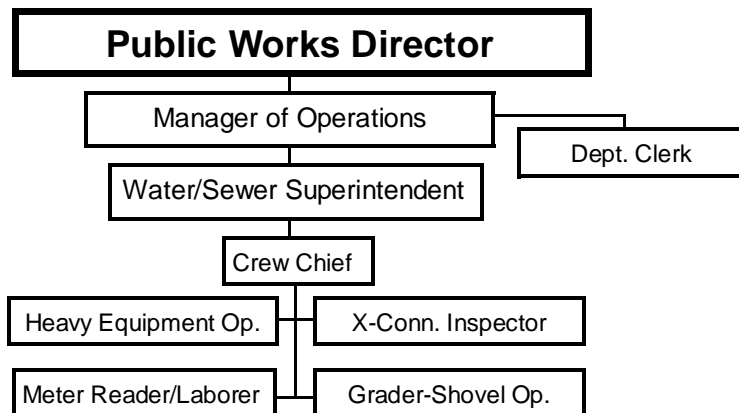 Public Works Director
Manager of Operations
Dept. Clerk
Water/Sewer Superintendent
Crew Chief
Heavy Equipment Op.
X-Conn. Inspector
Meter Reader/Laborer
Grader-Shovel Op.